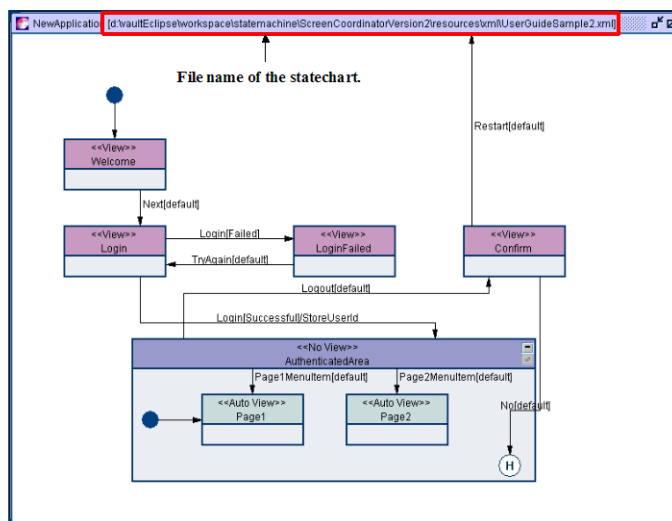 NewApplication [d:\vaultEclipse\workspace\statemachine\ScreenCoordinatorVersion2\resources\xml\UserGuideSample2.xml]
File name of the statechart.
Restart[default]
<<View>>
Welcome
Next[default]
<<View>>
Login
Login[Failed]
TryAgain[default]
<<View>>
LoginFailed
<<View>>
Confirm
Logout[default]
Login[Successful]/StoreUserId
<<No View>>
AuthenticatedArea
Page1MenuItem[default]
Page2MenuItem[default]
<<Auto View>>
Page1
<<Auto View>>
Page2
No[default]
H